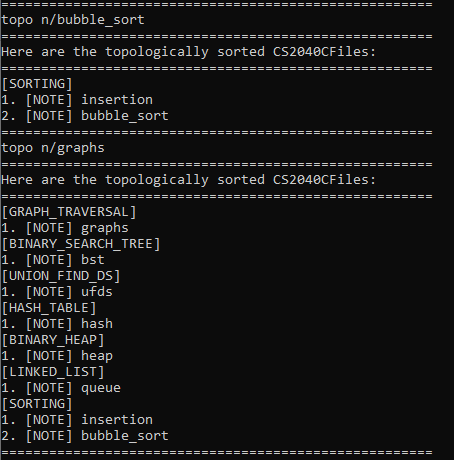 ======================================================
topo n/bubble_sort
======================================================
Here are the topologically sorted CS2040CFiles:
======================================================
[SORTING]
1. [NOTE] insertion
2. [NOTE] bubble_sort
======================================================
topo n/graphs
======================================================
Here are the topologically sorted CS2040CFiles:
======================================================
[GRAPH_TRAVERSAL]
1. [NOTE] graphs
[BINARY_SEARCH_TREE]
1. [NOTE] bst
[UNION_FIND_DS]
1. [NOTE] ufds
[HASH_TABLE]
1. [NOTE] hash
[BINARY_HEAP]
1. [NOTE] heap
[LINKED_LIST]
1. [NOTE] queue
[SORTING]
1. [NOTE] insertion
2. [NOTE] bubble_sort
======================================================